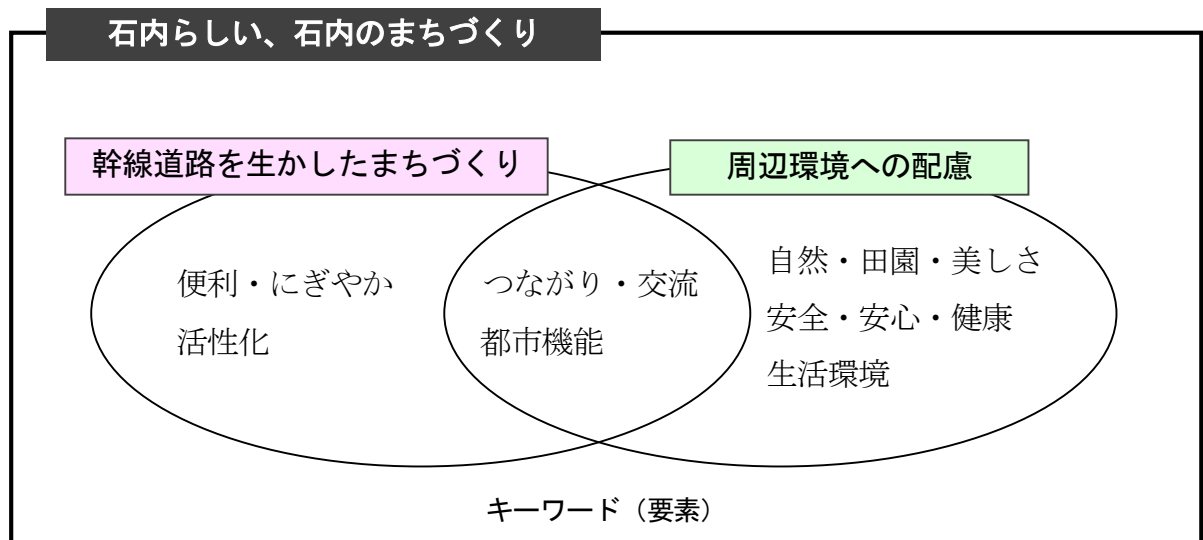 石内らしい、石内のまちづくり
幹線道路を生かしたまちづくり
周辺環境への配慮
便利・にぎやか
活性化
つながり・交流
都市機能
自然・田園・美しさ
安全・安心・健康
生活環境
キーワード（要素）